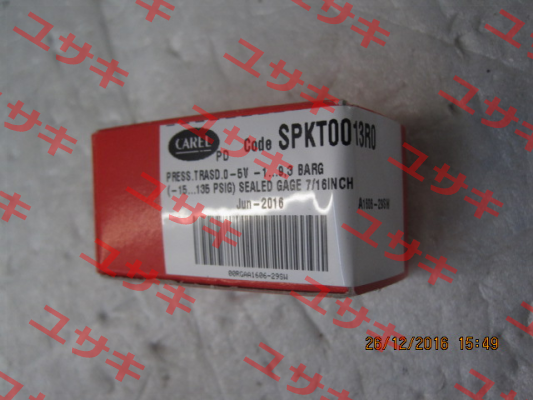 CAREL
PD Code SPKT0013R0
PRESS.TRASD.0-5V -1...9,3 BARG
(-15...135 PSIG) SEALED GAGE 7/16INCH
Jun-2016
26/12/2016 15:49
ユサキ
ユサキ
ユサキ
ユサキ
ユサキ
ユサキ
ユサキ
ユサキ
ユサキ